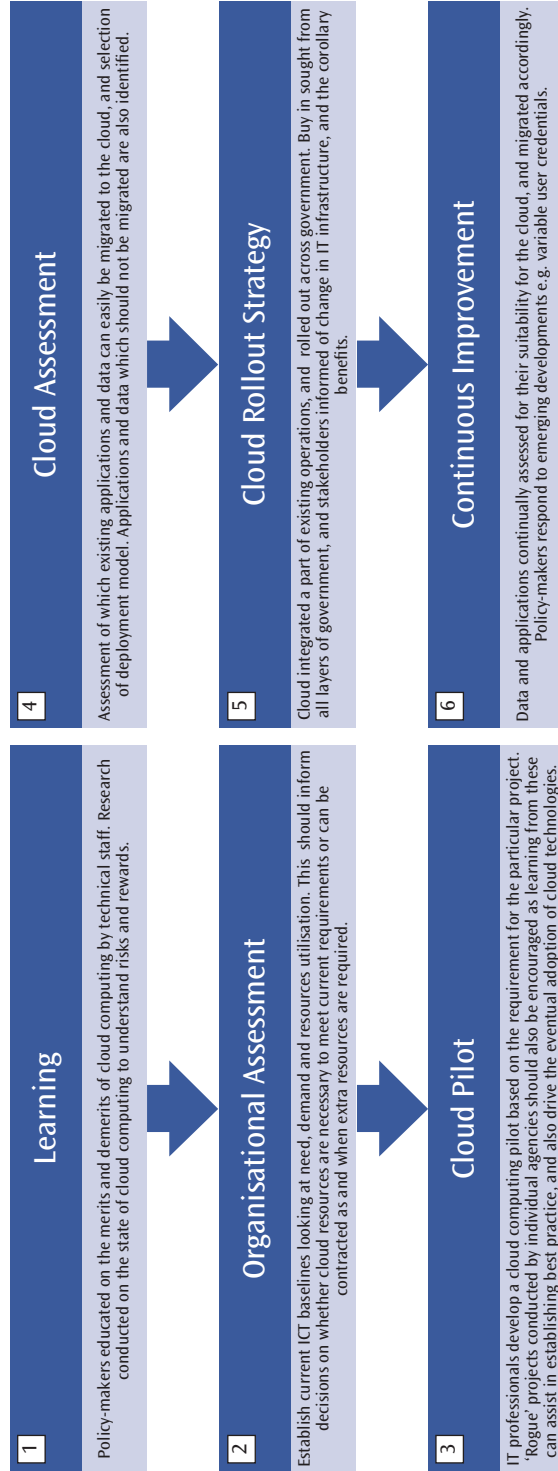 1
Learning
Policy-makers educated on the merits and demerits of cloud computing by technical staff. Research
conducted on the state of cloud computing to understand risks and rewards.
2
Organisational Assessment
Establish current ICT baselines looking at need, demand and resources utilisation. This should inform
decisions on whether cloud resources are necessary to meet current requirements or can be
contracted as and when extra resources are required.
3
Cloud Pilot
IT professionals develop a cloud computing pilot based on the requirement for the particular project.
‘Rogue’ projects conducted by individual agencies should also be encouraged as learning from these
can assist in establishing best practice, and also drive the eventual adoption of cloud technologies.
4
Cloud Assessment
Assessment of which existing applications and data can easily be migrated to the cloud, and selection
of deployment model. Applications and data which should not be migrated are also identified.
5
Cloud Rollout Strategy
Cloud integrated a part of existing operations, and rolled out across government. Buy in sought from
all layers of government, and stakeholders informed of change in IT infrastructure, and the corollary
benefits.
6
Continuous Improvement
Data and applications continually assessed for their suitability for the cloud, and migrated accordingly.
Policy-makers respond to emerging developments e.g. variable user credentials.